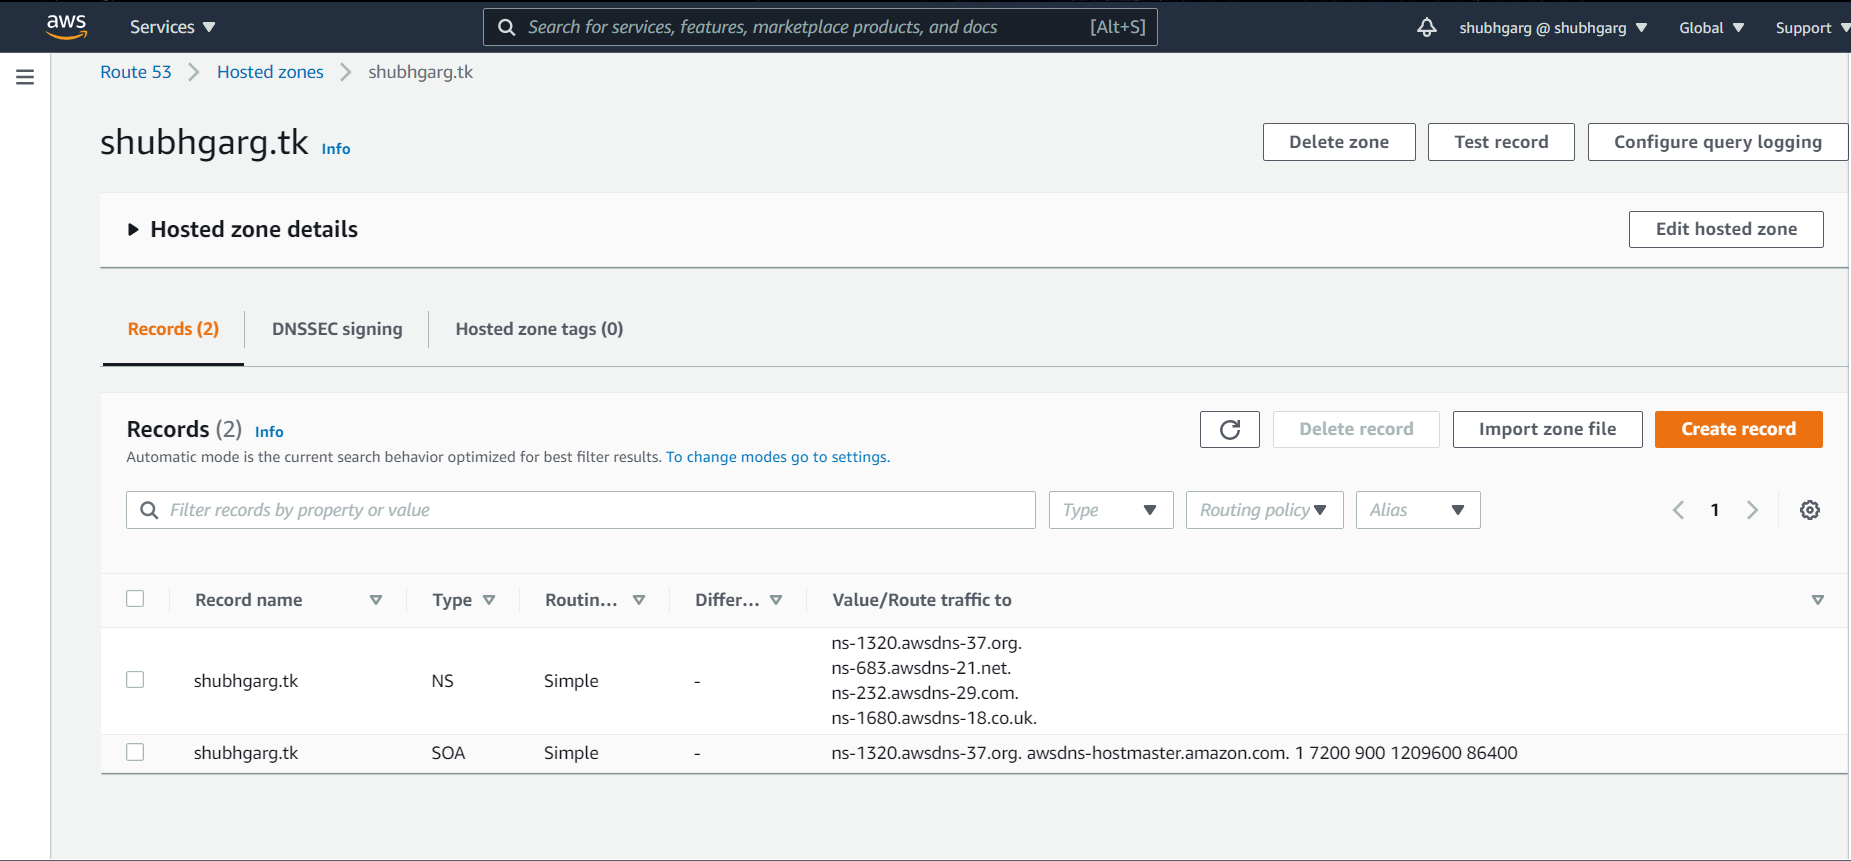 aws Services Search for services, features, marketplace products, and docs [Alt+S] shubhgarg @ shubhgarg Global Support
Route 53 Hosted zones shubhgarg.tk
shubhgarg.tk Info Delete zone Test record Configure query logging
Hosted zone details Edit hosted zone
Records (2) DNSSEC signing Hosted zone tags (0)
Records (2) Info Delete record Import zone file Create record
Automatic mode is the current search behavior optimized for best filter results. To change modes go to settings.
Filter records by property or value Type Routing policy Alias 1
Record name Type Routin... Differ... Value/Route traffic to
shubhgarg.tk NS Simple - ns-1320.awsdns-37.org.
ns-683.awsdns-21.net.
ns-232.awsdns-29.com.
ns-1680.awsdns-18.co.uk.
shubhgarg.tk SOA Simple - ns-1320.awsdns-37.org. awsdns-hostmaster.amazon.com. 1 7200 900 1209600 86400